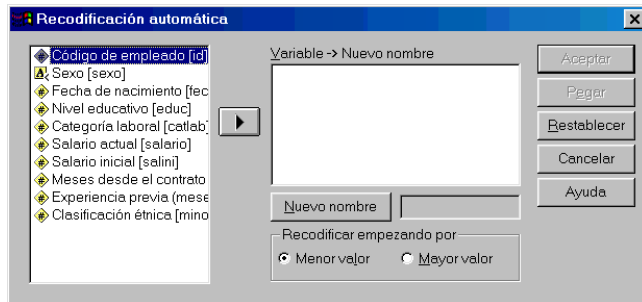 Recodificación automática
Código de empleado [id]
Sexo [sexo]
Fecha de nacimiento [fec
Nivel educativo [educ]
Categoría laboral [catlab]
Salario actual [salario]
Salario inicial [salini]
Meses desde el contrato
Experiencia previa (mese
Clasificación étnica [mino
Variable -> Nuevo nombre
Nuevo nombre
Recodificar empezando por
Menor valor
Mayor valor
Aceptar
Pegar
Restablecer
Cancelar
Ayuda